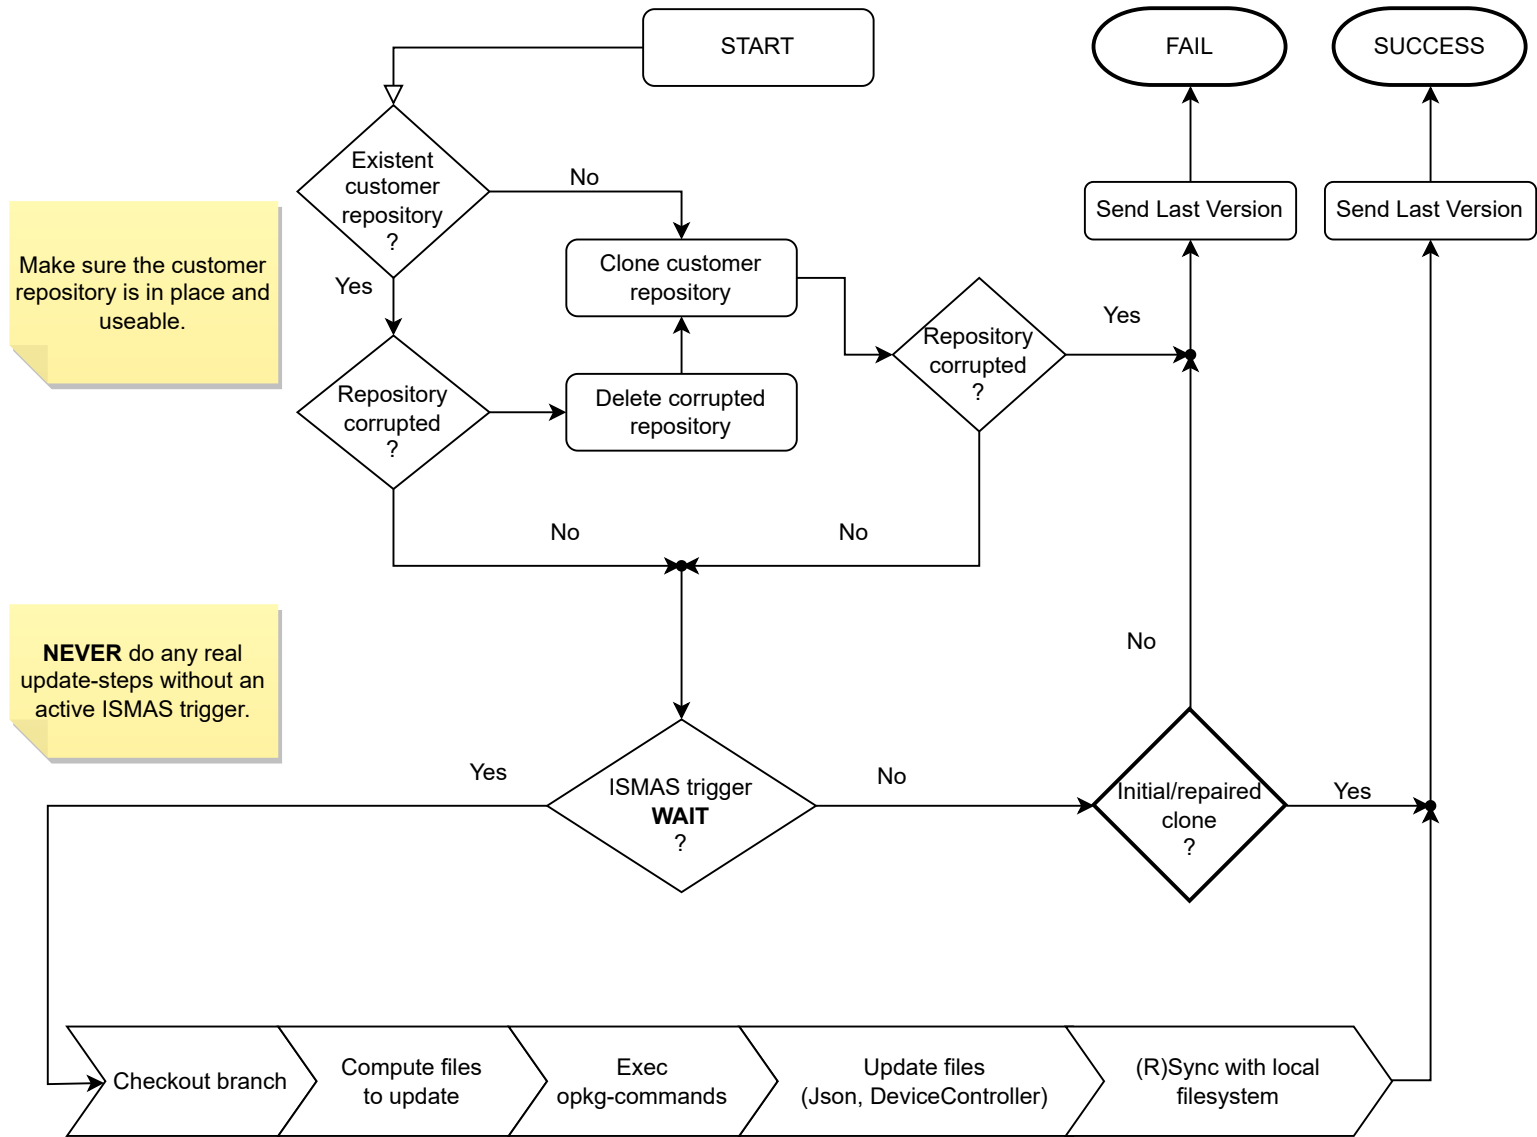 START
FAIL
SUCCESS
Existent
customer
repository
?
No
Send Last Version
Send Last Version
Make sure the customer
repository is in place and
useable.
Yes
Clone customer
repository
Repository
corrupted
?
Yes
Repository
corrupted
?
Delete corrupted
repository
No
No
NEVER do any real
update-steps without an
active ISMAS trigger.
No
Yes
ISMAS trigger
WAIT
?
No
Initial/repaired
clone
?
Yes
Checkout branch
Compute files
to update
Exec
opkg-commands
Update files
(Json, DeviceController)
(R)Sync with local
filesystem